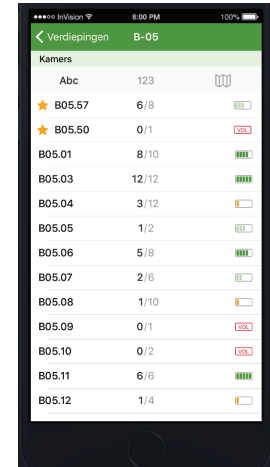 InVision 8:00 PM 100%
Verdiepingen B-05
Kamers
Abc 123
B05.57 6/8
B05.50 0/1 VOL
B05.01 8/10
B05.03 12/12
B05.04 3/12
B05.05 1/2
B05.06 5/8
B05.07 2/6
B05.08 1/10
B05.09 0/1 VOL
B05.10 0/2 VOL
B05.11 6/6
B05.12 1/4